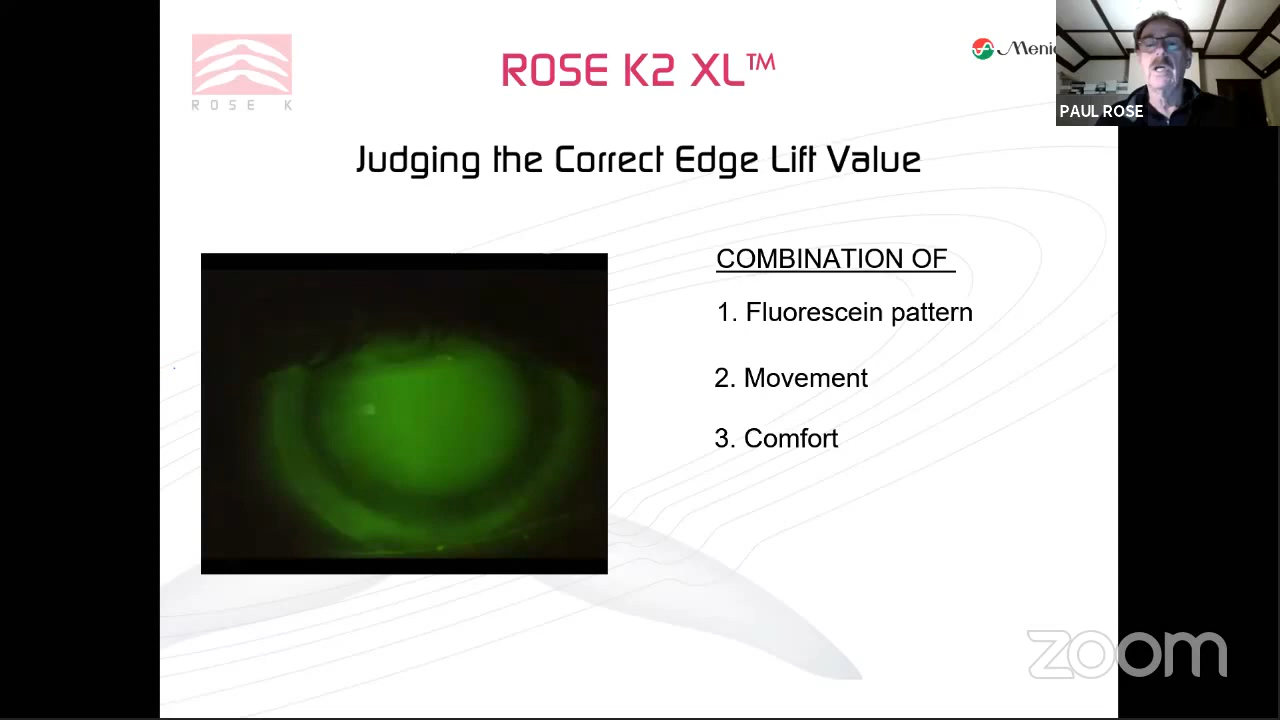 ROSE K2 XL™
Menic
PAUL ROSE
ROSE K
Judging the Correct Edge Lift Value
COMBINATION OF
1. Fluorescein pattern
2. Movement
3. Comfort
zoom